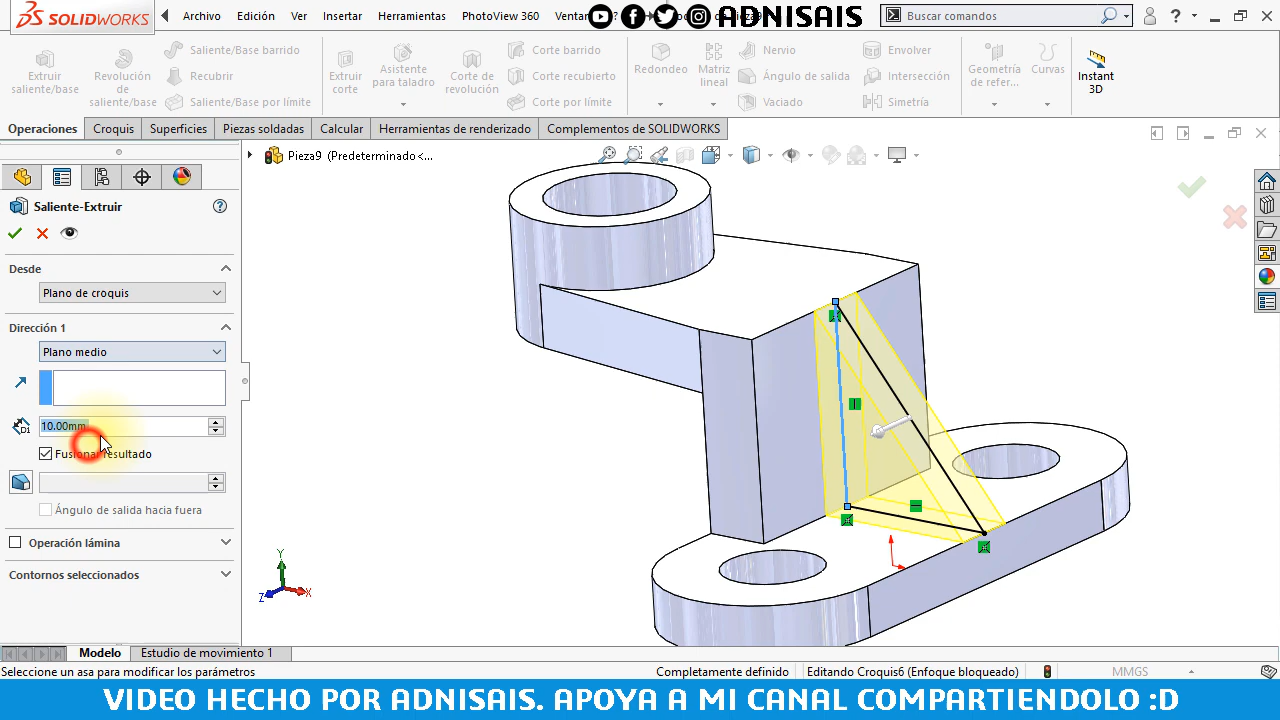 SOLIDWORKS
Archivo Edición Ver Insertar Herramientas PhotoView 360
ADNISAIS
Buscar comandos
Extruir saliente/base
Revolución de saliente/base
Saliente/Base barrido
Recubrir
Saliente/Base por límite
Extruir corte
Asistente para taladro
Corte de revolución
Corte barrido
Corte recubierto
Corte por límite
Redondeo
Matriz lineal
Nervio
Ángulo de salida
Vaciado
Envolver
Intersección
Simetría
Geometría de refer...
Curvas
Instant 3D
Operaciones Croquis Superficies Piezas soldadas Calcular Herramientas de renderizado Complementos de SOLIDWORKS
Pieza9 (Predeterminado<...
Saliente-Extruir
Desde
Plano de croquis
Dirección 1
Plano medio
D1
10.00mm
Fusionar resultado
Ángulo de salida hacia fuera
Operación lámina
Contornos seleccionados
Y
Z
X
Modelo Estudio de movimiento 1
Seleccione un asa para modificar los parámetros Completamente definido Editando Croquis6 (Enfoque bloqueado) MMGS
VIDEO HECHO POR ADNISAIS. APOYA A MI CANAL COMPARTIENDOLO :D